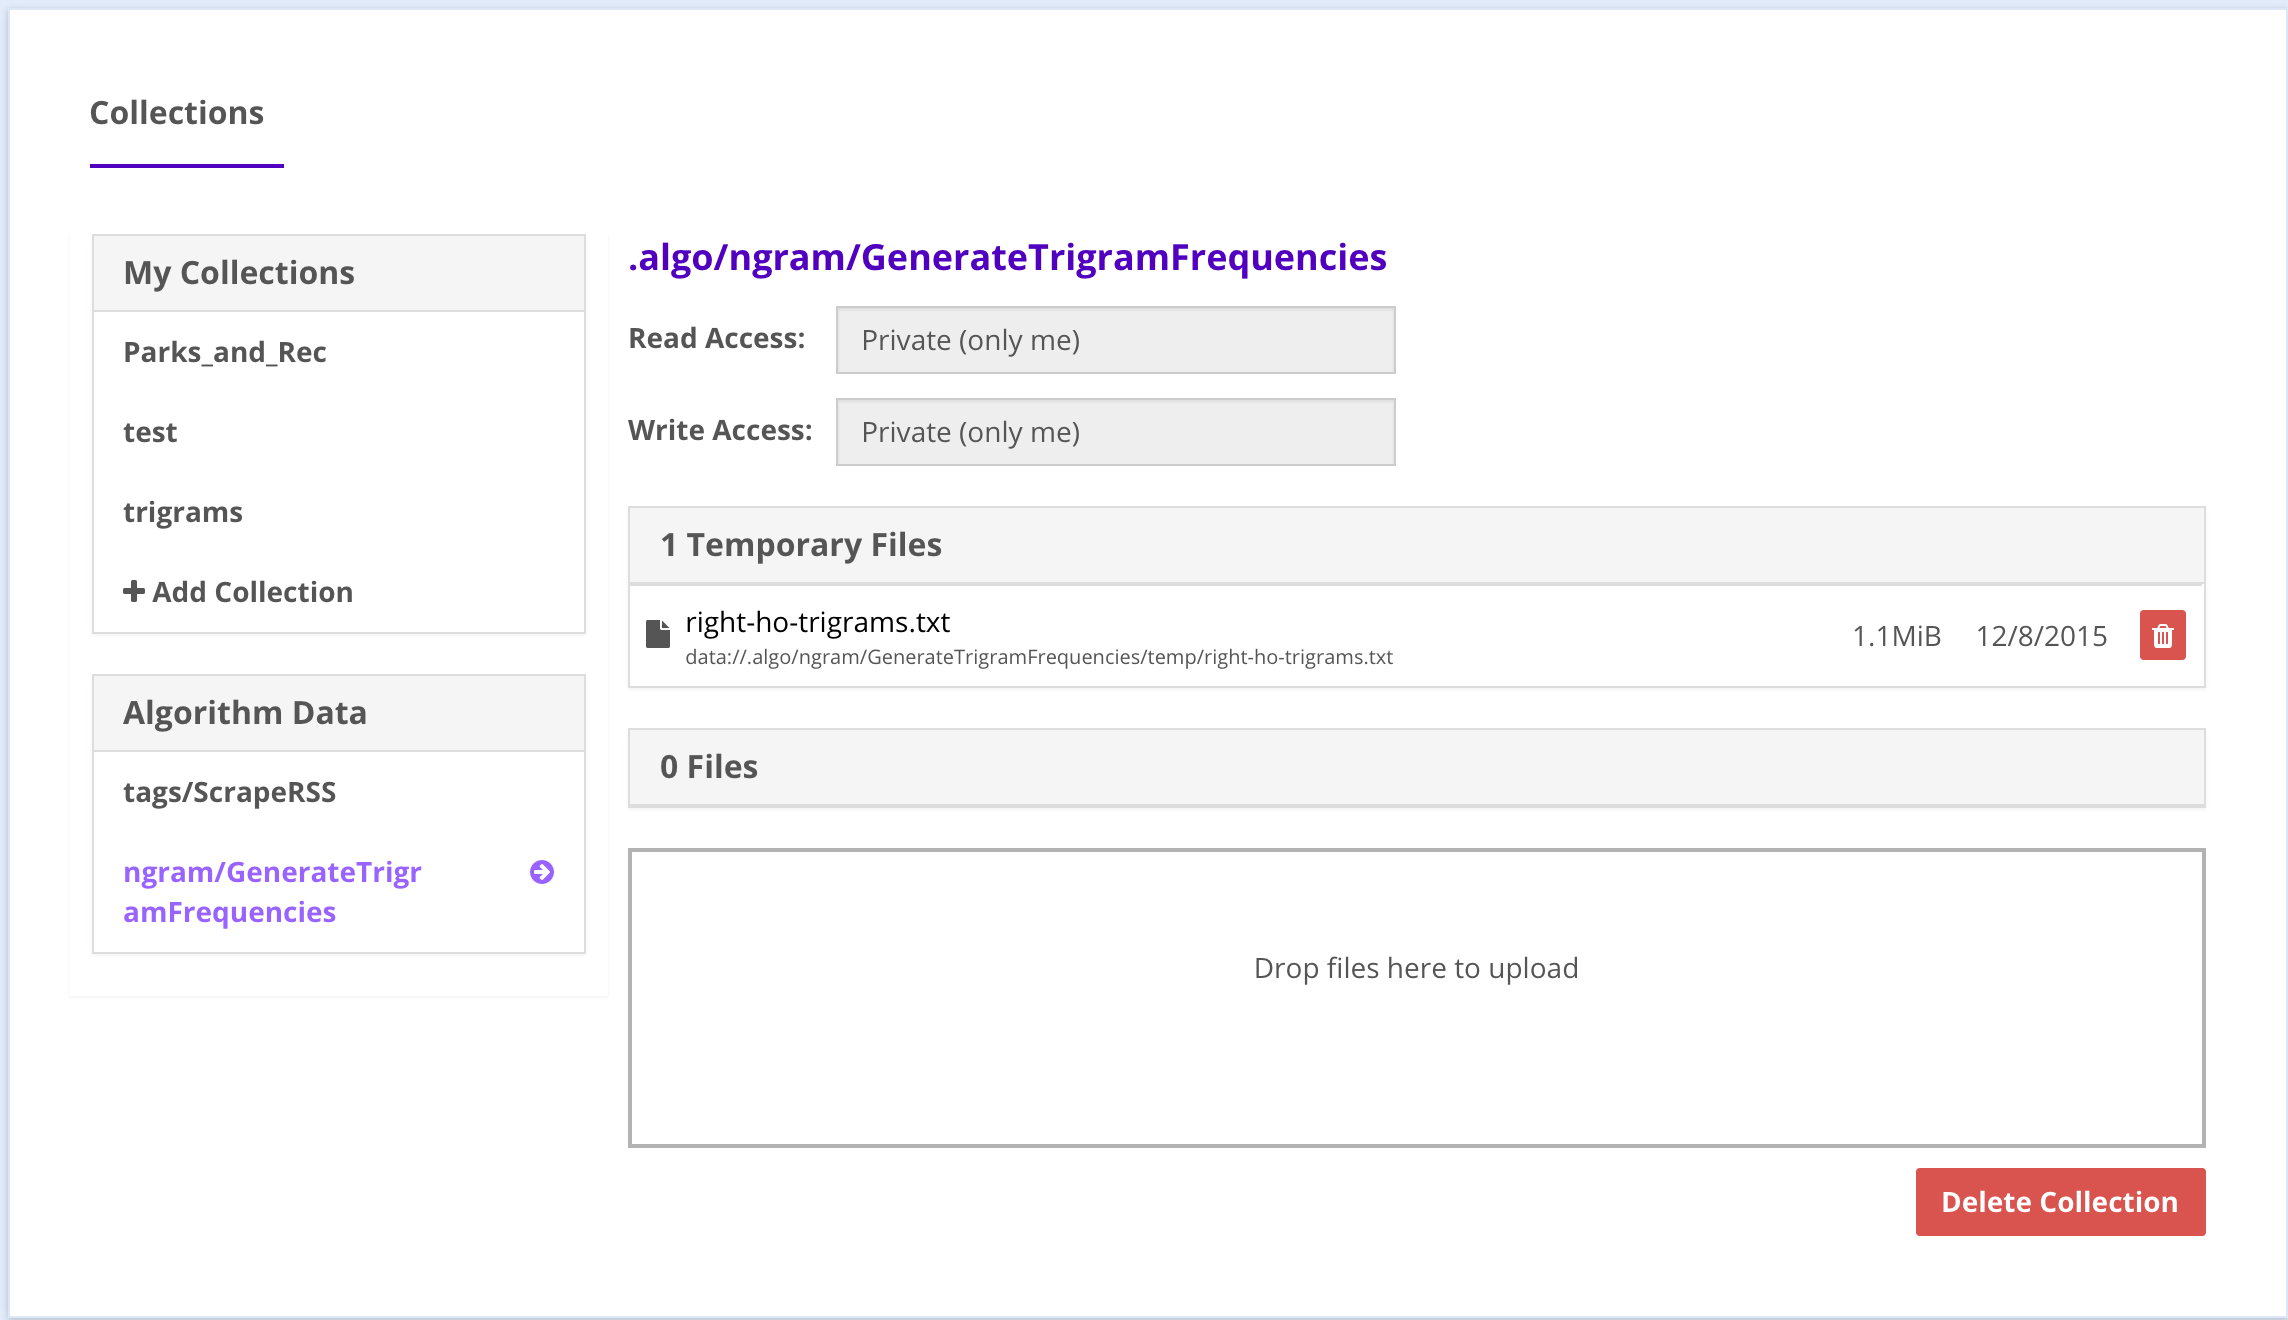 Collections
My Collections
Parks_and_Rec
test
trigrams
Add Collection
Algorithm Data
tags/ScrapeRSS
ngram/GenerateTrigr
amFrequencies
.algo/ngram/GenerateTrigramFrequencies
Read Access: Private (only me)
Write Access: Private (only me)
1 Temporary Files
right-ho-trigrams.txt 1.1MiB 12/8/2015
data://.algo/ngram/GenerateTrigramFrequencies/temp/right-ho-trigrams.txt
0 Files
Drop files here to upload
Delete Collection